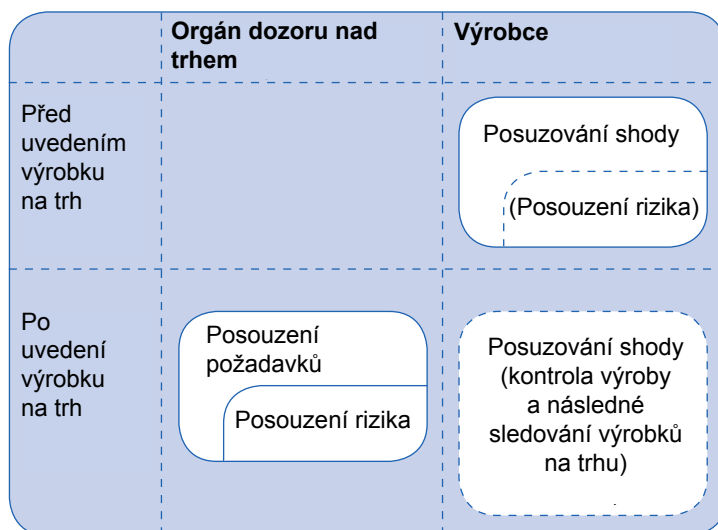 Orgán dozoru nad
trhem
Výrobce
Před
uvedením
výrobku
na trh
Posuzování shody
(Posouzení rizika)
Po
uvedení
výrobku
na trh
Posouzení
požadavků
Posouzení rizika
Posuzování shody
(kontrola výroby
a následné
sledování výrobků
na trhu)